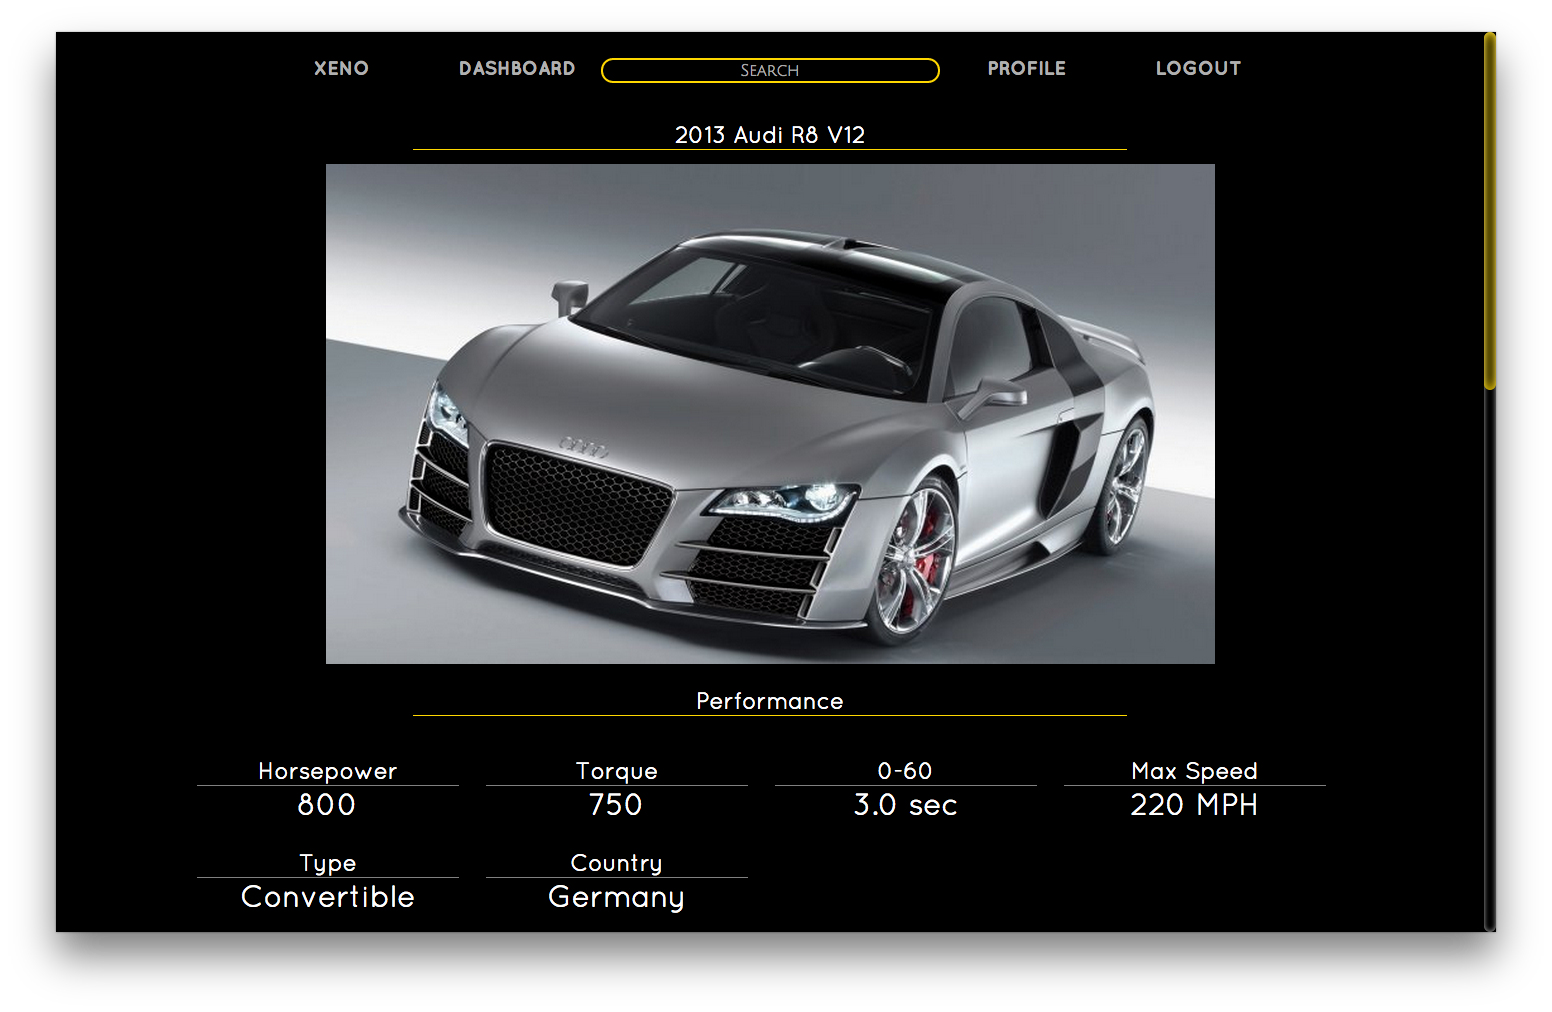 XENO DASHBOARD SEARCH PROFILE LOGOUT
2013 Audi R8 V12
Performance
Horsepower Torque 0-60 Max Speed
800 750 3.0 sec 220 MPH
Type Country
Convertible Germany